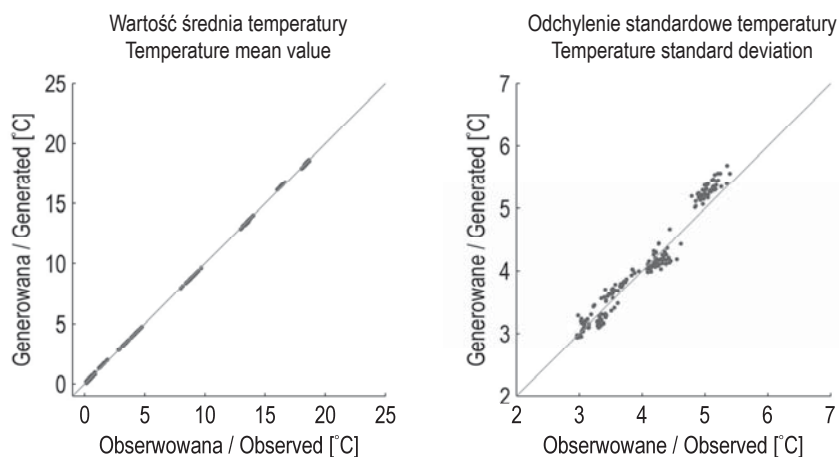 Wartość średnia temperatury
Temperature mean value
25
20
15
10
5
0
Generowana / Generated [°C]
0 5 10 15 20 25
Obserwowana / Observed [°C]
Odchylenie standardowe temperatury
Temperature standard deviation
7
6
5
4
3
2
Generowane / Generated [°C]
2 3 4 5 6 7
Obserwowane / Observed [°C]